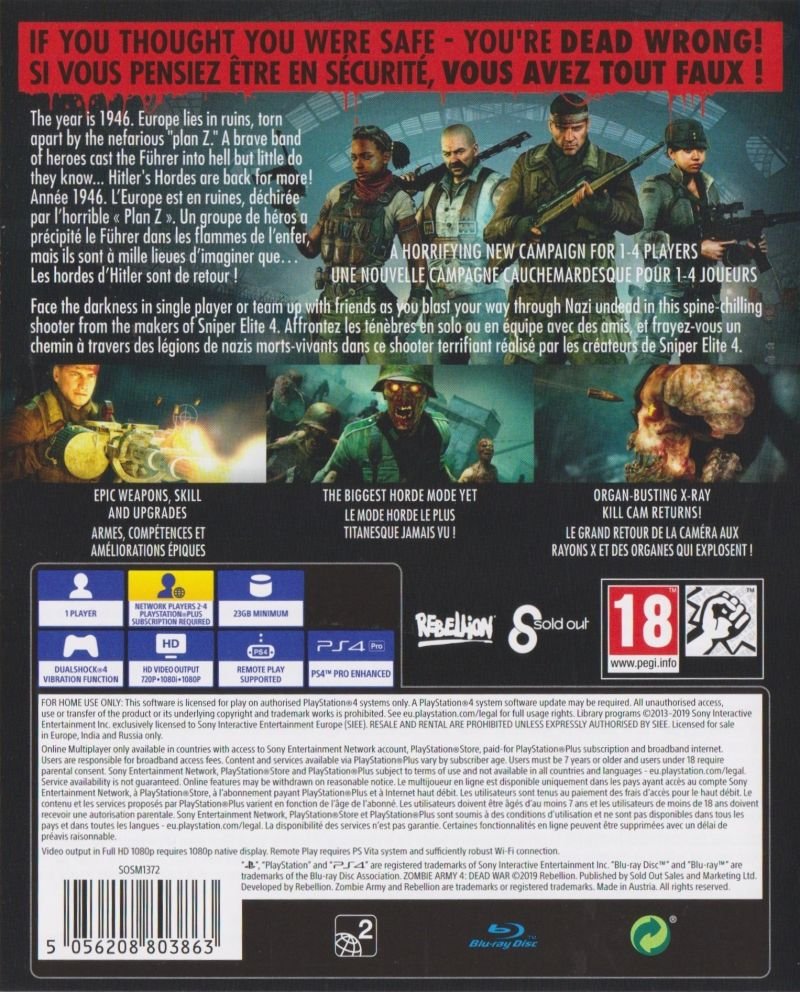 IF YOU THOUGHT YOU WERE SAFE - YOU'RE DEAD WRONG!
SI VOUS PENSIEZ ÊTRE EN SÉCURITÉ, VOUS AVEZ TOUT FAUX !
The year is 1946. Europe lies in ruins, torn
apart by the nefarious "plan Z." A brave band
of heroes cast the Führer into hell but little do
they know... Hitler's Hordes are back for more!
Année 1946. L'Europe est en ruines, déchirée
par l'horrible « Plan Z ». Un groupe de héros a
précipité le Führer dans les flammes de l'enfer,
mais ils sont à mille lieues d'imaginer que...
Les hordes d'Hitler sont de retour !
A HORRIFYING NEW CAMPAIGN FOR 1-4 PLAYERS
UNE NOUVELLE CAMPAGNE CAUCHEMARDESQUE POUR 1-4 JOUEURS
Face the darkness in single player or team up with friends as you blast your way through Nazi undead in this spine-chilling
shooter from the makers of Sniper Elite 4. Affrontez les ténèbres en solo ou en équipe avec des amis, et frayez-vous un
chemin à travers des légions de nazis morts-vivants dans ce shooter terrifiant réalisé par les créateurs de Sniper Elite 4.
EPIC WEAPONS, SKILL
AND UPGRADES
ARMES, COMPÉTENCES ET
AMÉLIORATIONS ÉPIQUES
THE BIGGEST HORDE MODE YET
LE MODE HORDE LE PLUS
TITANESQUE JAMAIS VU !
ORGAN-BUSTING X-RAY
KILL CAM RETURNS!
LE GRAND RETOUR DE LA CAMÉRA AUX
RAYONS X ET DES ORGANES QUI EXPLOSENT !
1 PLAYER
NETWORK PLAYERS 2-4
PLAYSTATION®PLUS
SUBSCRIPTION REQUIRED
23GB MINIMUM
DUALSHOCK®4
VIBRATION FUNCTION
HD
HD VIDEO OUTPUT
720P•1080i•1080P
PS4
REMOTE PLAY
SUPPORTED
PS4 Pro
PS4™ PRO ENHANCED
REBELLION
Sold out
18
www.pegi.info
FOR HOME USE ONLY: This software is licensed for play on authorised PlayStation®4 systems only. A PlayStation®4 system software update may be required. All unauthorised access,
use or transfer of the product or its underlying copyright and trademark works is prohibited. See eu.playstation.com/legal for full usage rights. Library programs ©2013-2019 Sony Interactive
Entertainment Inc. exclusively licensed to Sony Interactive Entertainment Europe (SIEE). RESALE AND RENTAL ARE PROHIBITED UNLESS EXPRESSLY AUTHORISED BY SIEE. Licensed for sale
in Europe, India and Russia only.
Online Multiplayer only available in countries with access to Sony Entertainment Network account, PlayStation®Store, paid-for PlayStation®Plus subscription and broadband internet.
Users are responsible for broadband access fees. Content and services available via PlayStation®Plus vary by subscriber age. Users must be 7 years or older and users under 18 require
parental consent. Sony Entertainment Network, PlayStation®Store and PlayStation®Plus subject to terms of use and not available in all countries and languages - eu.playstation.com/legal.
Service availability is not guaranteed. Online features may be withdrawn on reasonable notice. Le multijoueur en ligne est disponible uniquement dans les pays ayant accès au compte Sony
Entertainment Network, à PlayStation®Store, à l'abonnement payant PlayStation®Plus et à Internet haut débit. Les utilisateurs sont tenus au paiement des frais d'accès pour le haut débit. Le
contenu et les services proposés par PlayStation®Plus varient en fonction de l'âge de l'abonné. Les utilisateurs doivent être âgés d'au moins 7 ans et les utilisateurs de moins de 18 ans doivent
recevoir une autorisation parentale. Sony Entertainment Network, PlayStation®Store et PlayStation®Plus sont soumis à des conditions d'utilisation et ne sont pas disponibles dans tous les
pays et dans toutes les langues - eu.playstation.com/legal. La disponibilité des services n'est pas garantie. Certaines fonctionnalités en ligne peuvent être supprimées avec un délai de
préavis raisonnable.
Video output in Full HD 1080p requires 1080p native display. Remote Play requires PS Vita system and sufficiently robust Wi-Fi connection.
SOSM1372
"PS", "PlayStation" and "PS4" are registered trademarks of Sony Interactive Entertainment Inc. "Blu-ray Disc™" and "Blu-ray™" are
trademarks of the Blu-ray Disc Association. ZOMBIE ARMY 4: DEAD WAR ©2019 Rebellion. Published by Sold Out Sales and Marketing Ltd.
Developed by Rebellion. Zombie Army and Rebellion are trademarks or registered trademarks. Made in Austria. All rights reserved.
5 056208 803863
2
Blu-ray Disc